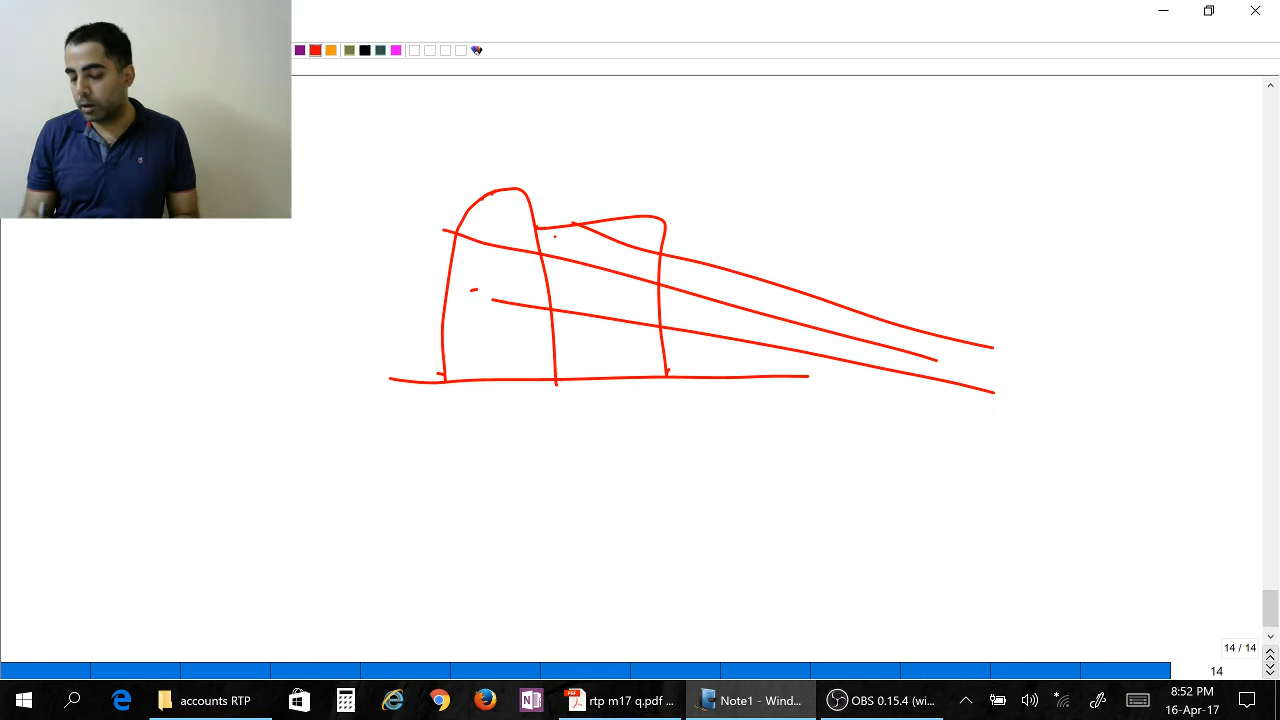 14 / 14
14
accounts RTP
rtp m17 q.pdf ...
Note1 - Wind...
OBS 0.15.4 (wi...
8:52 PM
16-Apr-17